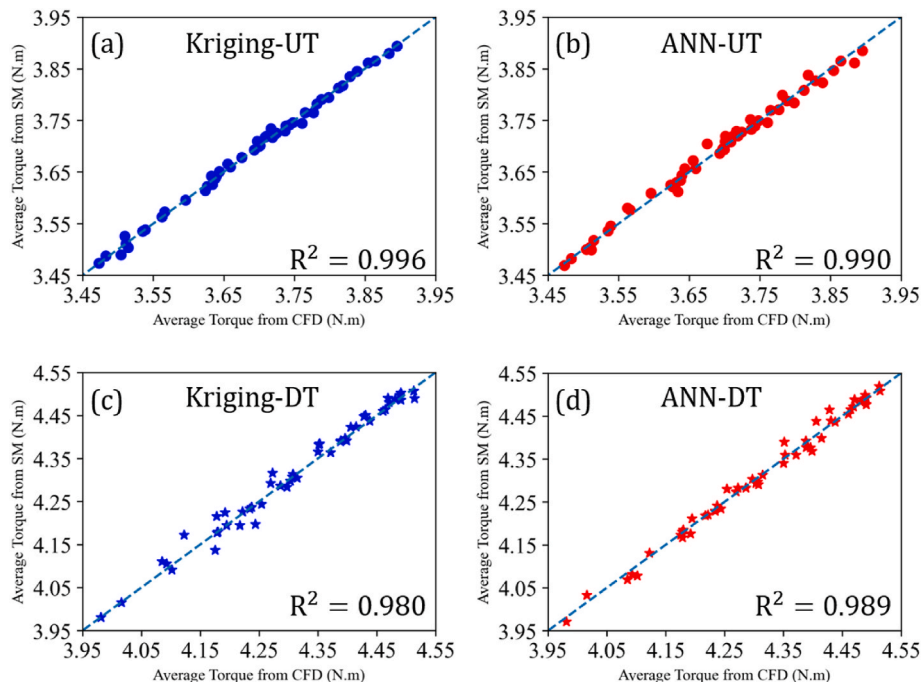 (a) Kriging-UT
Average Torque from SM (N.m)
3.95
3.85
3.75
3.65
3.55
3.45
R² = 0.996
3.45 3.55 3.65 3.75 3.85 3.95
Average Torque from CFD (N.m)
(b) ANN-UT
Average Torque from SM (N.m)
3.95
3.85
3.75
3.65
3.55
3.45
R² = 0.990
3.45 3.55 3.65 3.75 3.85 3.95
Average Torque from CFD (N.m)
(c) Kriging-DT
Average Torque from SM (N.m)
4.55
4.45
4.35
4.25
4.15
4.05
3.95
R² = 0.980
3.95 4.05 4.15 4.25 4.35 4.45 4.55
Average Torque from CFD (N.m)
(d) ANN-DT
Average Torque from SM (N.m)
4.55
4.45
4.35
4.25
4.15
4.05
3.95
R² = 0.989
3.95 4.05 4.15 4.25 4.35 4.45 4.55
Average Torque from CFD (N.m)